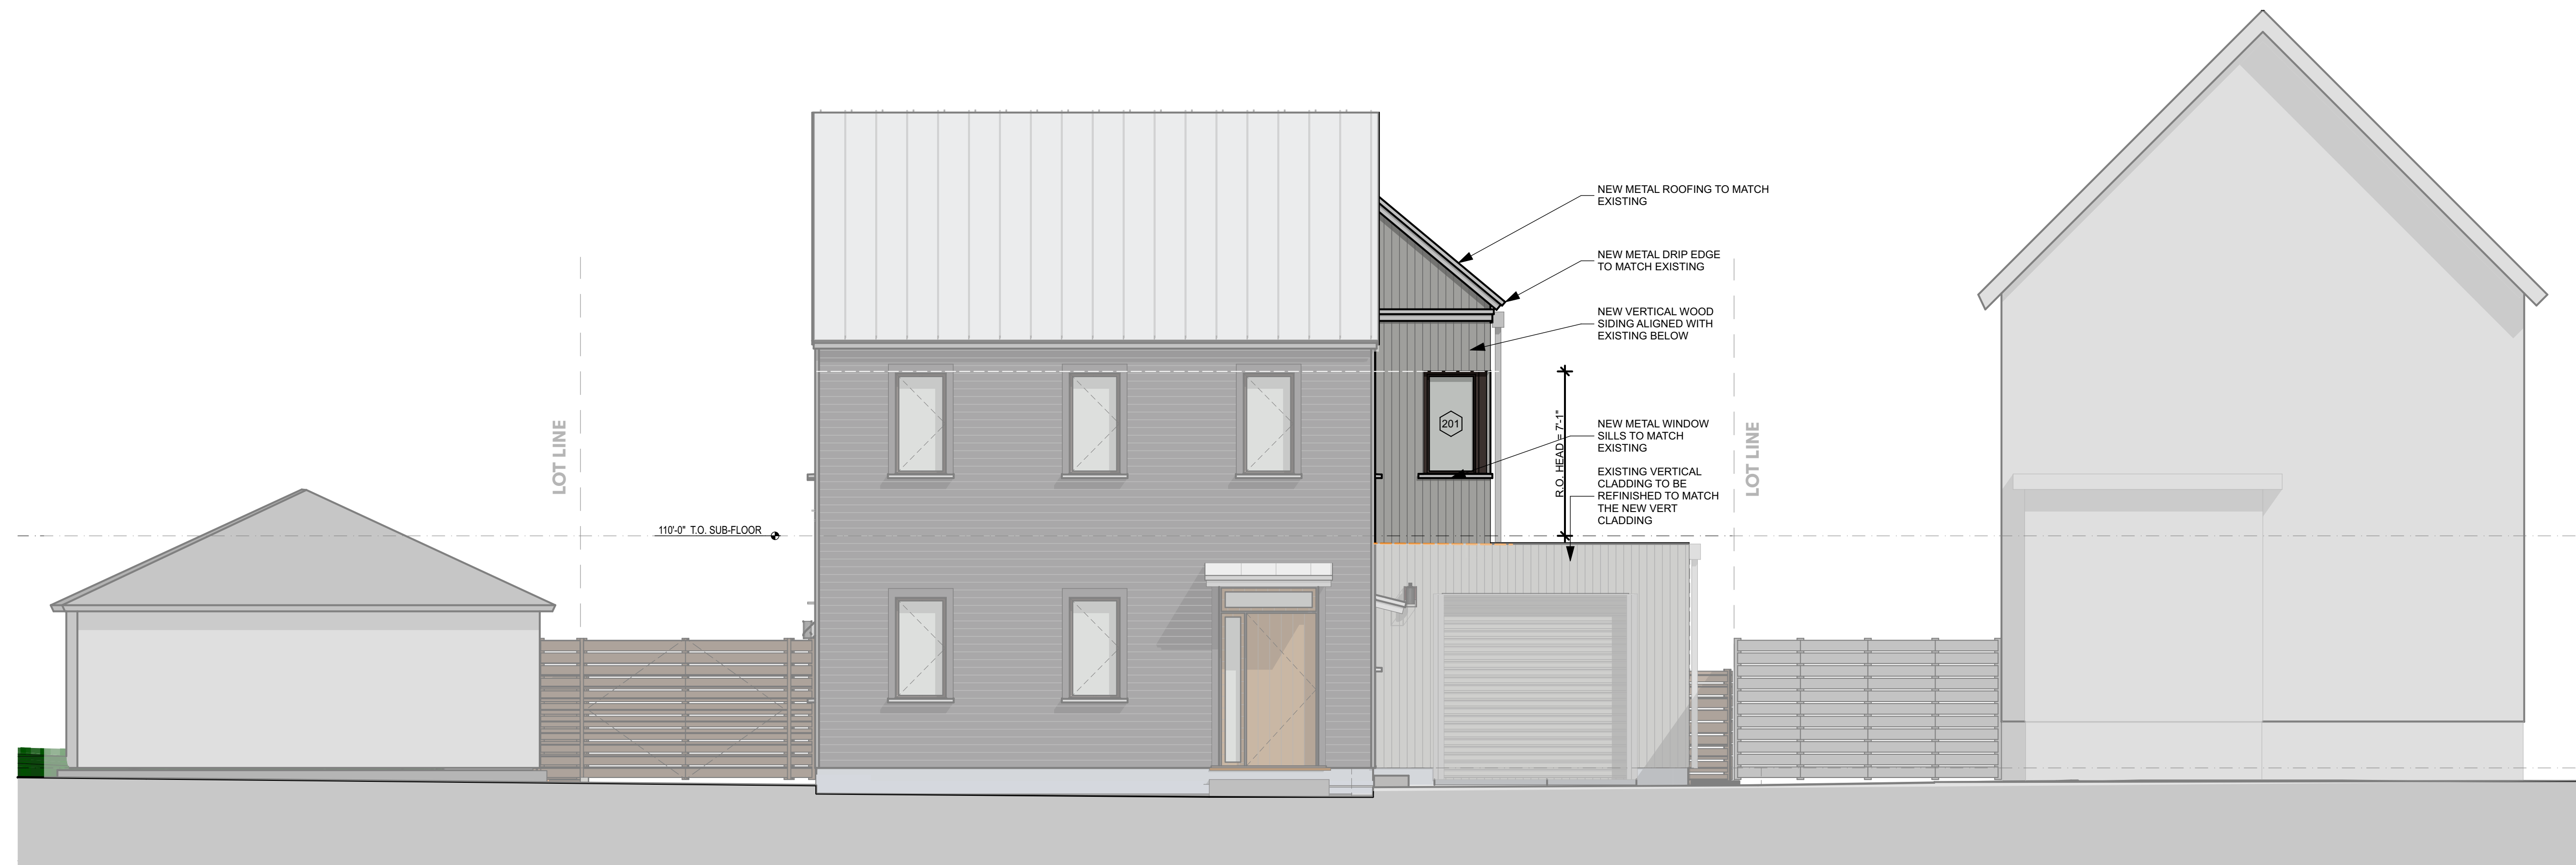 NEW METAL ROOFING TO MATCH
EXISTING
NEW METAL DRIP EDGE
TO MATCH EXISTING
NEW VERTICAL WOOD
SIDING ALIGNED WITH
EXISTING BELOW
NEW METAL WINDOW
SILLS TO MATCH
EXISTING
EXISTING VERTICAL
CLADDING TO BE
REFINISHED TO MATCH
THE NEW VERT
CLADDING
R.O. HEAD = 7'-1"
201
LOT LINE
LOT LINE
110'-0" T.O. SUB-FLOOR